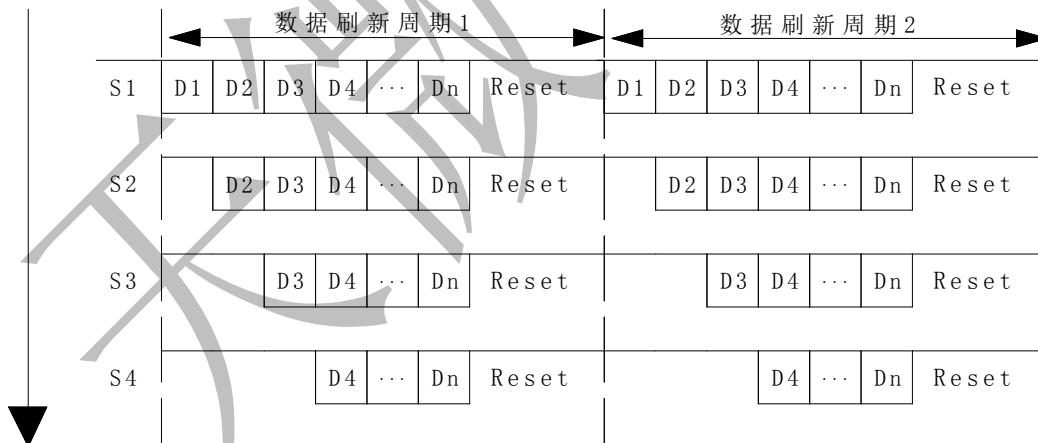 数据刷新周期1 数据刷新周期2
S1 D1 D2 D3 D4 ... Dn Reset D1 D2 D3 D4 ... Dn Reset
S2 D2 D3 D4 ... Dn Reset D2 D3 D4 ... Dn Reset
S3 D3 D4 ... Dn Reset D3 D4 ... Dn Reset
S4 D4 ... Dn Reset D4 ... Dn Reset
天微